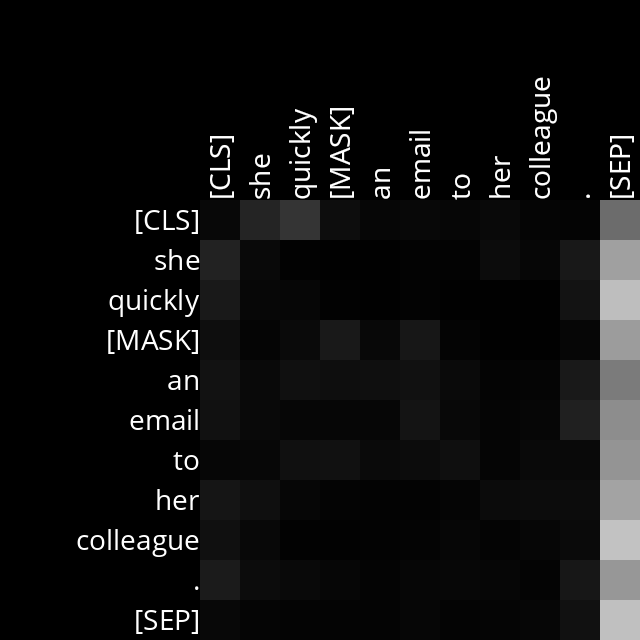 [CLS] she quickly [MASK] an email to her colleague . [SEP]
[CLS]
she
quickly
[MASK]
an
email
to
her
colleague
.
[SEP]